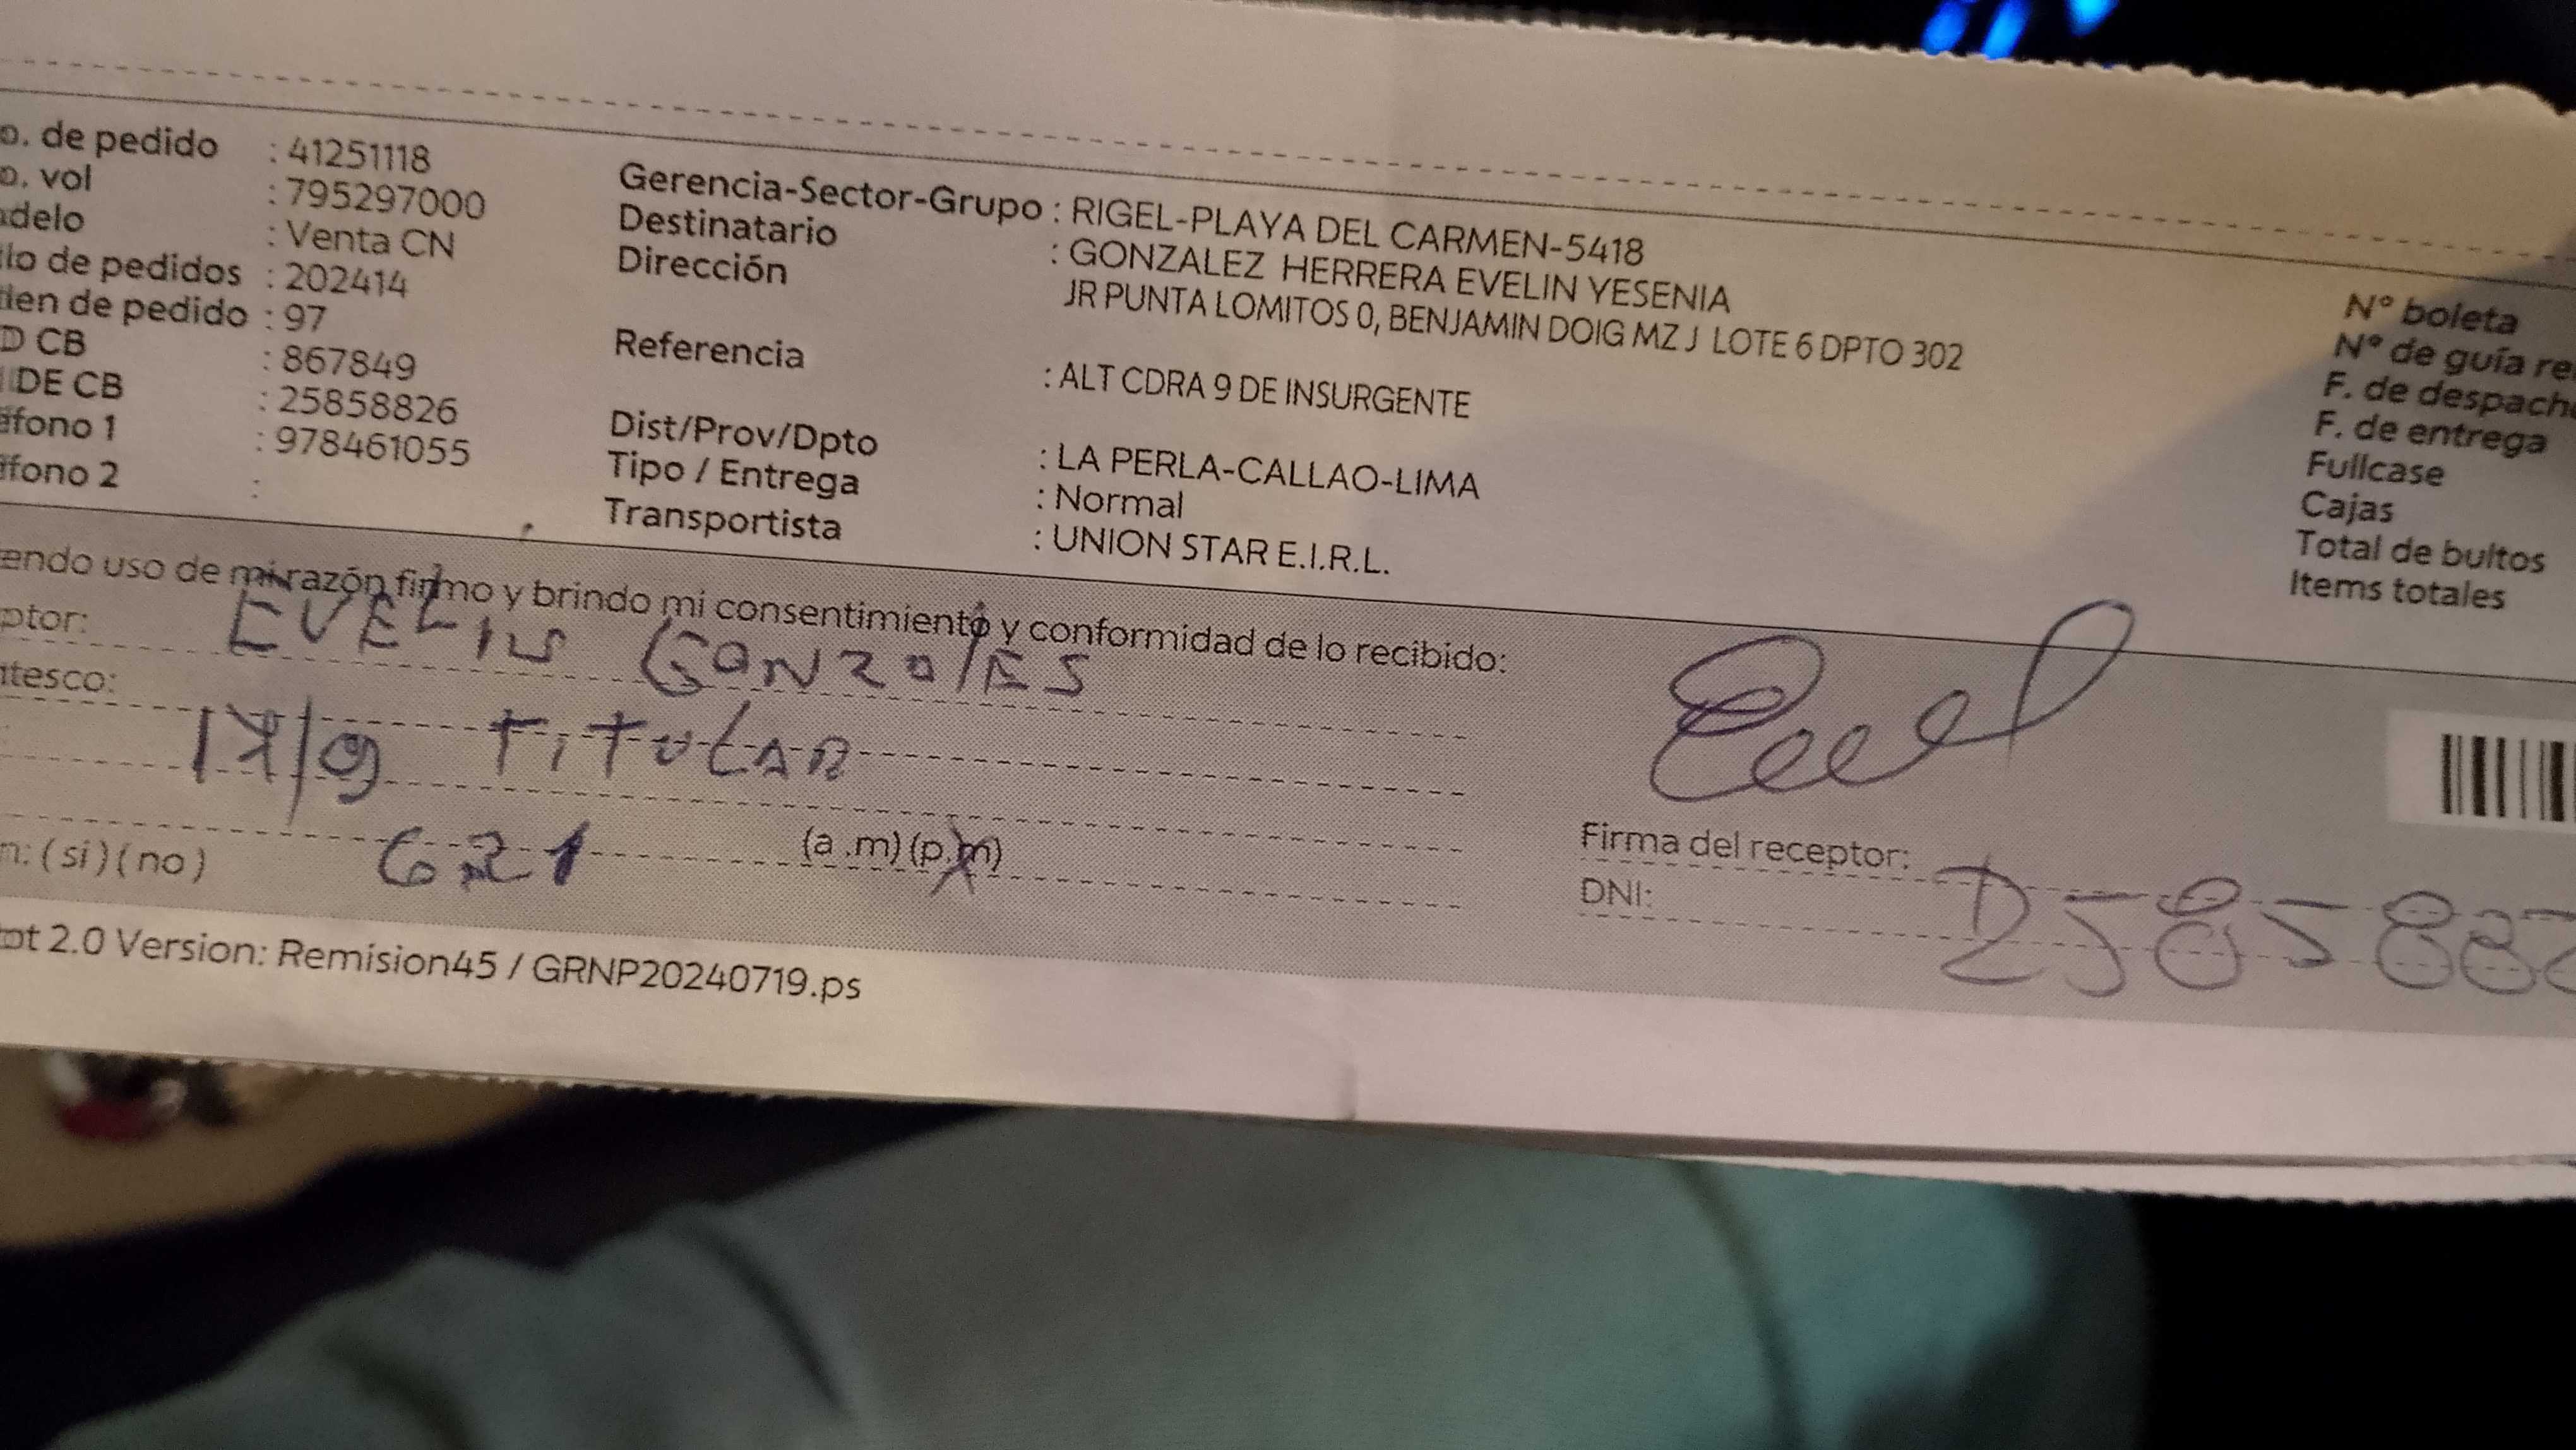 o. de pedido : 41251118
o. vol : 795297000
delo : Venta CN
lo de pedidos : 202414
den de pedido : 97
D CB : 867849
DE CB : 25858826
éfono 1 : 978461055
éfono 2 :
Gerencia-Sector-Grupo : RIGEL-PLAYA DEL CARMEN-5418
Destinatario : GONZALEZ HERRERA EVELIN YESENIA
Dirección JR PUNTA LOMITOS 0, BENJAMIN DOIG MZ J LOTE 6 DPTO 302
Referencia : ALT CDRA 9 DE INSURGENTE
Dist/Prov/Dpto : LA PERLA-CALLAO-LIMA
Tipo / Entrega : Normal
Transportista : UNION STAR E.I.R.L.
N° boleta
N° de guía re
F. de despach
F. de entrega
Fullcase
Cajas
Total de bultos
Items totales
endo uso de mi razón firmo y brindo mi consentimiento y conformidad de lo recibido:
ptor: EVELIN GONZALES
tesco: TITULAR
17/9
621 (a .m) (p.m)
n: ( si ) ( no )
Firma del receptor:
DNI: 2585882
ot 2.0 Version: Remision45 / GRNP20240719.ps